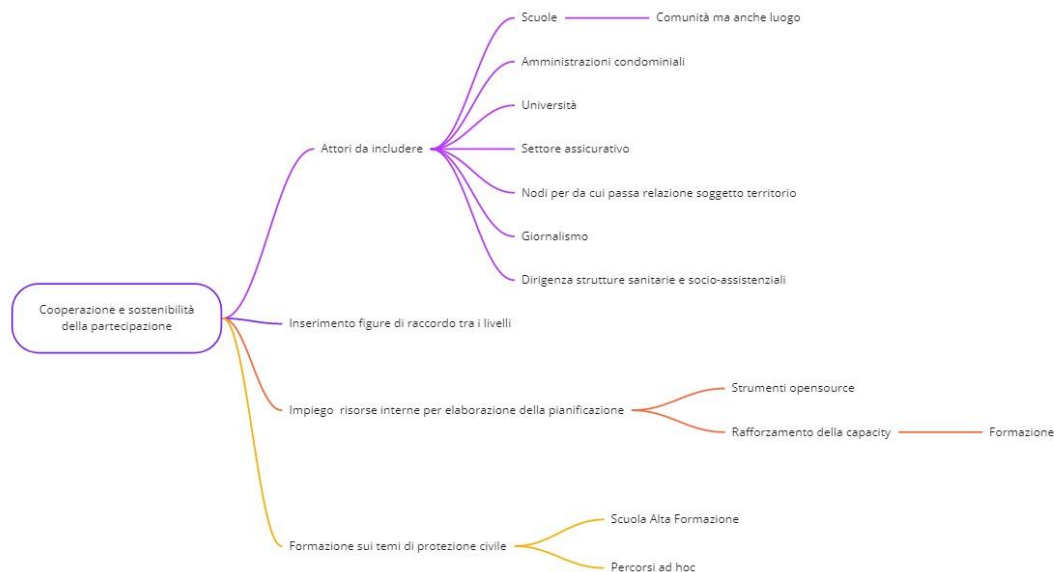 Scuole
Comunità ma anche luogo
Amministrazioni condominiali
Università
Attori da includere
Settore assicurativo
Nodi per da cui passa relazione soggetto territorio
Giornalismo
Dirigenza strutture sanitarie e socio-assistenziali
Cooperazione e sostenibilità
della partecipazione
Inserimento figure di raccordo tra i livelli
Impiego risorse interne per elaborazione della pianificazione
Strumenti opensource
Rafforzamento della capacity
Formazione
Formazione sui temi di protezione civile
Scuola Alta Formazione
Percorsi ad hoc